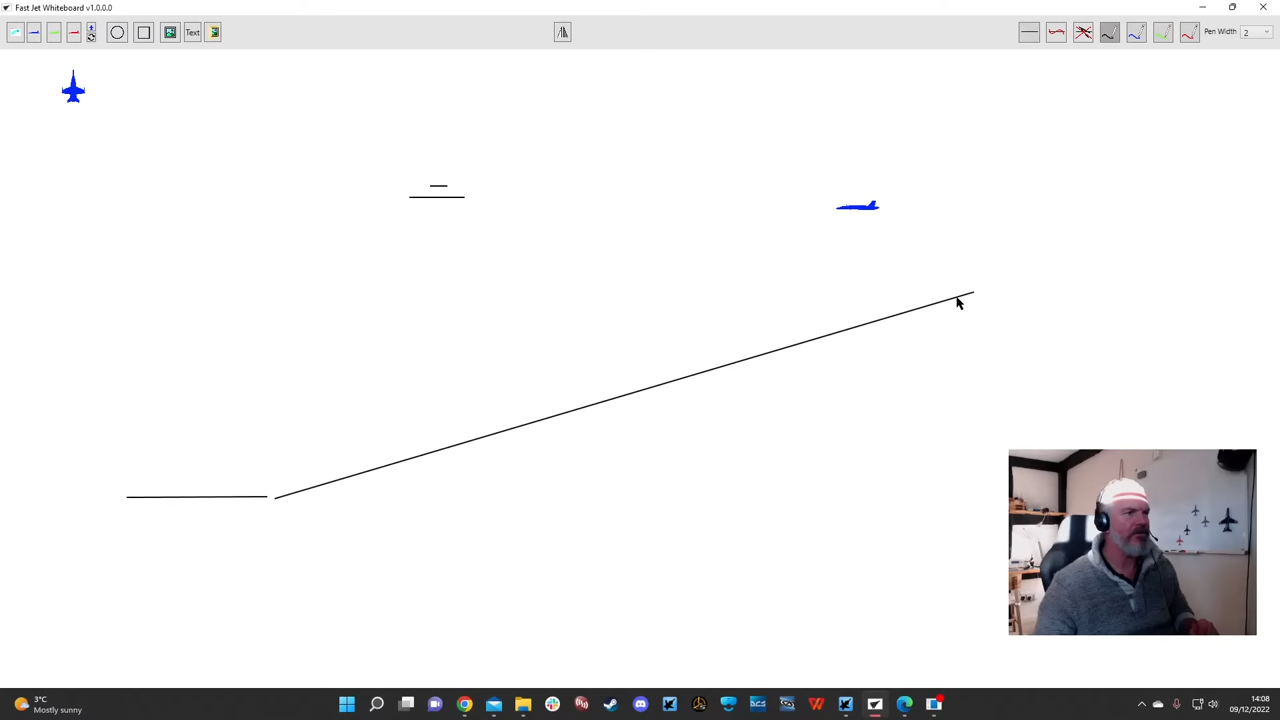 Fast Jet Whiteboard v1.0.0.0
Text
Pen Width 2
3°C
Mostly sunny
14:08
09/12/2022